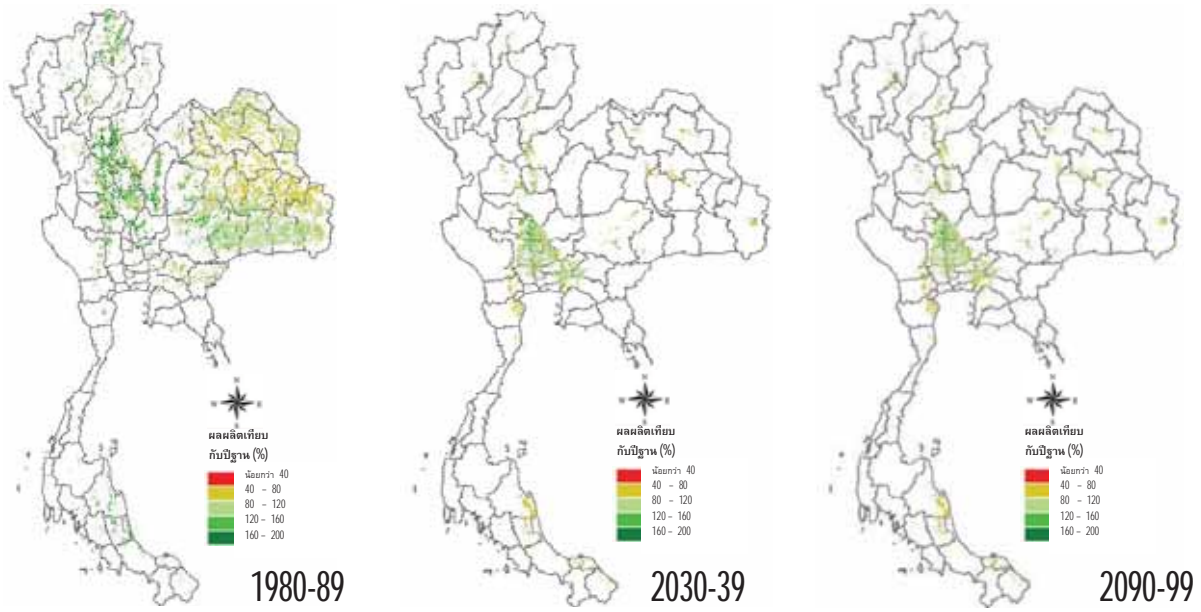 N
W E
S
ผลผลิตเทียบ
กับปีฐาน (%)
น้อยกว่า 40
40 - 80
80 - 120
120 - 160
160 - 200
1980-89
N
W E
S
ผลผลิตเทียบ
กับปีฐาน (%)
น้อยกว่า 40
40 - 80
80 - 120
120 - 160
160 - 200
2030-39
N
W E
S
ผลผลิตเทียบ
กับปีฐาน (%)
น้อยกว่า 40
40 - 80
80 - 120
120 - 160
160 - 200
2090-99